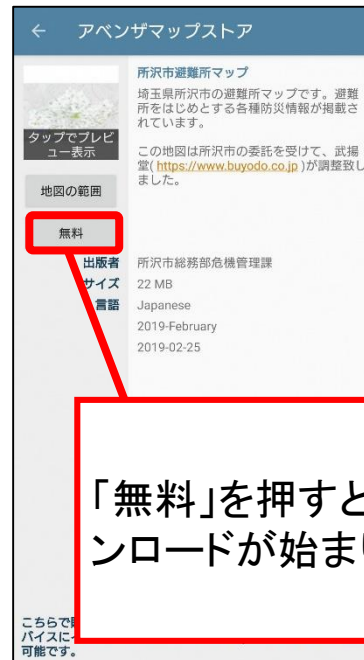 ← アベンザマップストア
所沢市避難所マップ
埼玉県所沢市の避難所マップです。避難
所をはじめとする各種防災情報が掲載さ
れています。
この地図は所沢市の委託を受けて、武揚
堂( https://www.buyodo.co.jp )が調整致し
ました。
タップでプレビ
ュー表示
地図の範囲
無料
出版者 所沢市総務部危機管理課
サイズ 22 MB
言語 Japanese
2019-February
2019-02-25
「無料」を押すと
ンロードが始ま
こちらで
バイスに
可能です。